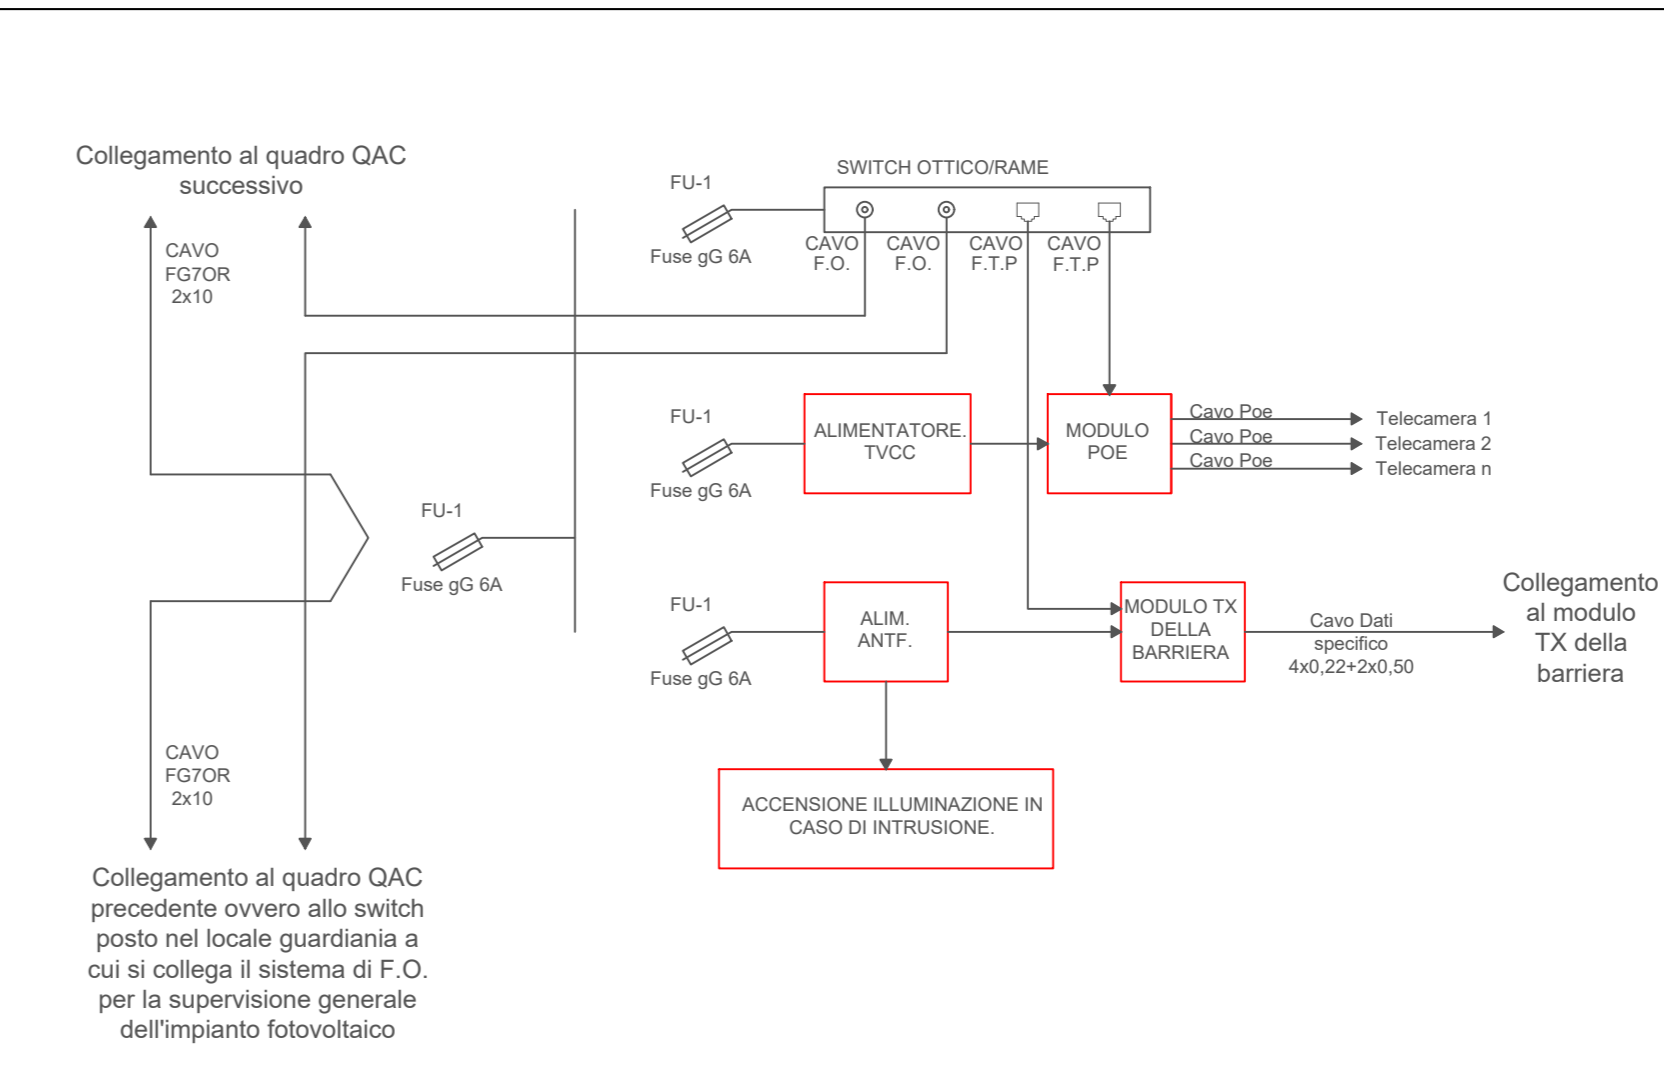 Collegamento al quadro QAC
successivo
CAVO
FG7OR
2x10
FU-1
Fuse gG 6A
SWITCH OTTICO/RAME
CAVO
F.O.
CAVO
F.O.
CAVO
F.T.P
CAVO
F.T.P
FU-1
Fuse gG 6A
ALIMENTATORE.
TVCC
MODULO
POE
Cavo Poe
Telecamera 1
Cavo Poe
Telecamera 2
Cavo Poe
Telecamera n
FU-1
Fuse gG 6A
FU-1
Fuse gG 6A
ALIM.
ANTF.
MODULO TX
DELLA
BARRIERA
Cavo Dati
specifico
4x0,22+2x0,50
Collegamento
al modulo
TX della
barriera
CAVO
FG7OR
2x10
ACCENSIONE ILLUMINAZIONE IN
CASO DI INTRUSIONE.
Collegamento al quadro QAC
precedente ovvero allo switch
posto nel locale guardiania a
cui si collega il sistema di F.O.
per la supervisione generale
dell'impianto fotovoltaico